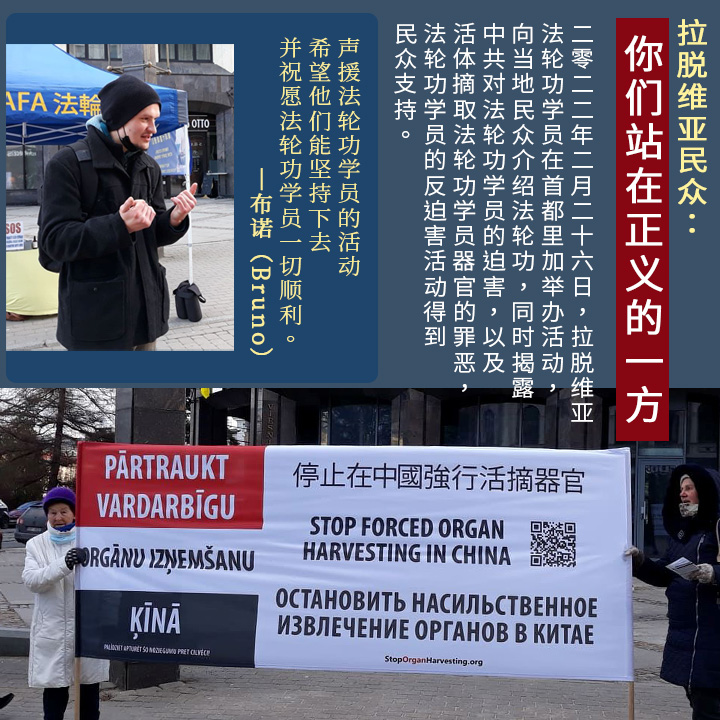 拉脱维亚民众：
你们站在正义的一方
二零二二年二月二十六日，拉脱维亚
法轮功学员在首都里加举办活动，
向当地民众介绍法轮功，同时揭露
中共对法轮功学员的迫害，以及
活体摘取法轮功学员器官的罪恶，
法轮功学员的反迫害活动得到
民众支持。
声援法轮功学员的活动
希望他们能坚持下去
并祝愿法轮功学员一切顺利。
—布诺（Bruno）
AFA 法輪
OTTO
SOS
PĀRTRAUKT
VARDARBĪGU
ORGĀNU IZŅEMŠANU
ĶĪNĀ
PALĪDZIET APTURĒT ŠO NOZIEGUMU PRET CILVĒCI!
停止在中國強行活摘器官
STOP FORCED ORGAN
HARVESTING IN CHINA
ОСТАНОВИТЬ НАСИЛЬСТВЕННОЕ
ИЗВЛЕЧЕНИЕ ОРГАНОВ В КИТАЕ
StopOrganHarvesting.org